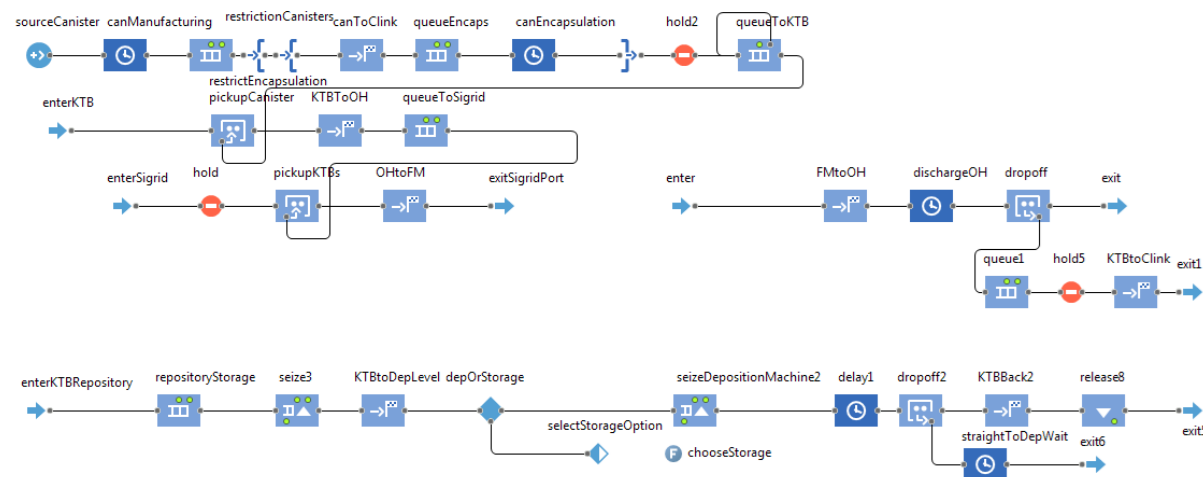 sourceCanister canManufacturing restrictionCanisters canToClink queueEncaps canEncapsulation hold2 queueToKTB
restrictEncapsulation
enterKTB pickupCanister KTBToOH queueToSigrid
enterSigrid hold pickupKTBs OHtoFM exitSigridPort enter FMtoOH dischargeOH dropoff exit
queue1 hold5 KTBtoClink exit1
enterKTBRepository repositoryStorage seize3 KTBtoDepLevel depOrStorage seizeDepositionMachine2 delay1 dropoff2 KTBBack2 release8
selectStorageOption F chooseStorage straightToDepWait exit6 exit5